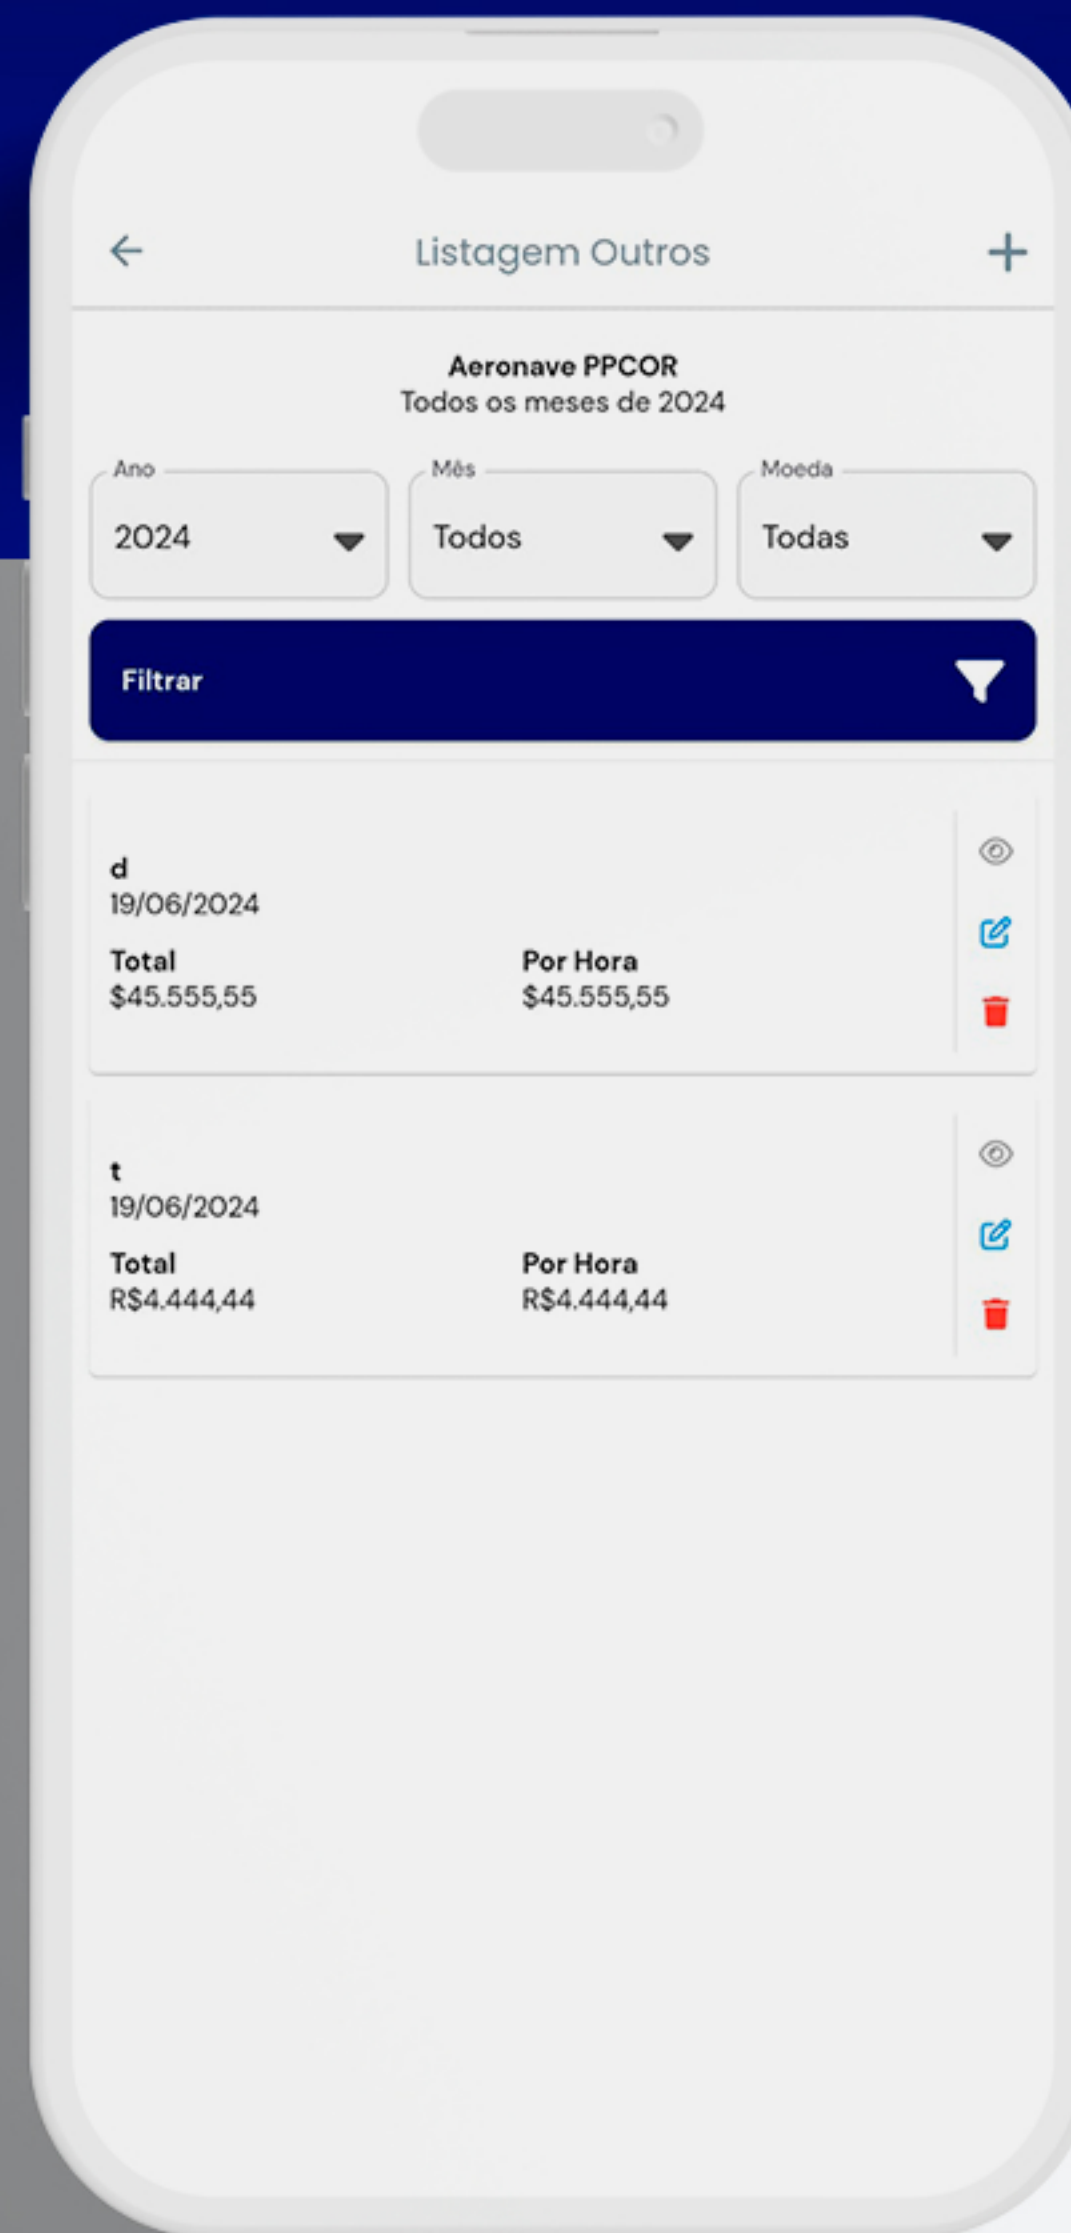 Listagem Outros
Aeronave PPCOR
Todos os meses de 2024
Ano Mês Moeda
2024 Todos Todas
Filtrar
d
19/06/2024
Total Por Hora
$45.555,55 $45.555,55
t
19/06/2024
Total Por Hora
R$4.444,44 R$4.444,44